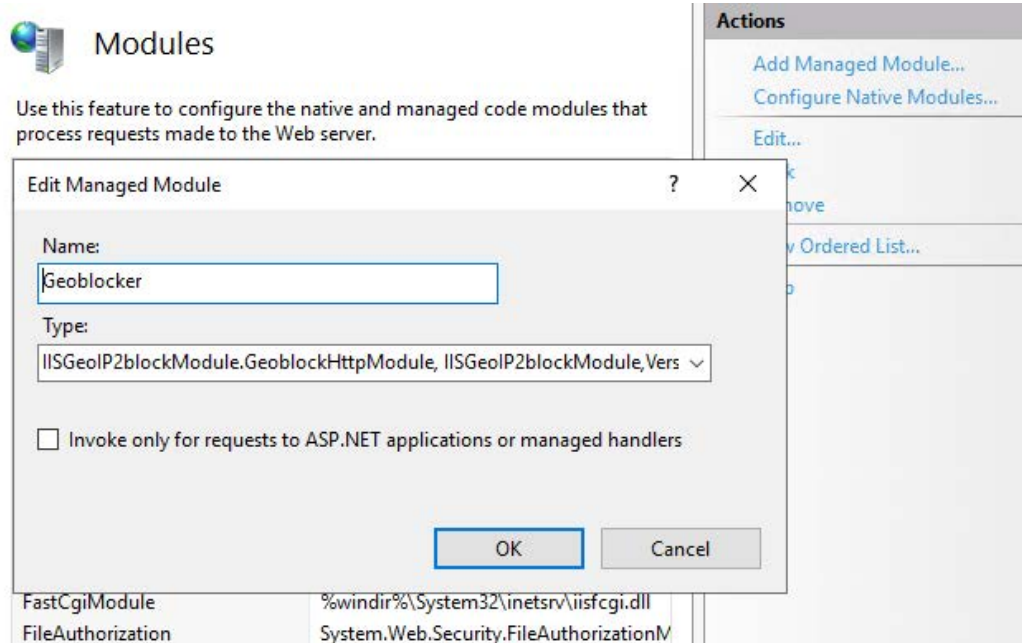 Modules
Use this feature to configure the native and managed code modules that
process requests made to the Web server.
Edit Managed Module
?
Name:
Geoblocker
Type:
IISGeoIP2blockModule.GeoblockHttpModule, IISGeoIP2blockModule,Vers
Invoke only for requests to ASP.NET applications or managed handlers
OK
Cancel
FastCgiModule %windir%\System32\inetsrv\iisfcgi.dll
FileAuthorization System.Web.Security.FileAuthorizationM
Actions
Add Managed Module...
Configure Native Modules...
Edit...
Ordered List...